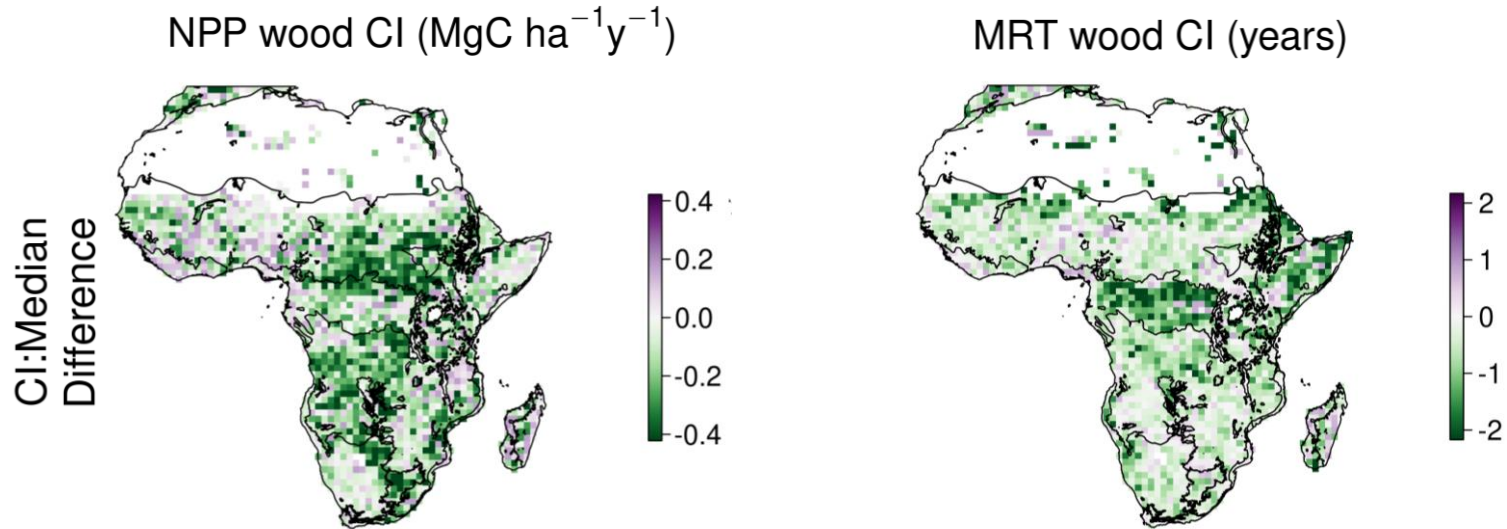 NPP wood CI (MgC ha⁻¹y⁻¹)
MRT wood CI (years)
CI:Median
Difference
0.4
0.2
0.0
-0.2
-0.4
2
1
0
-1
-2